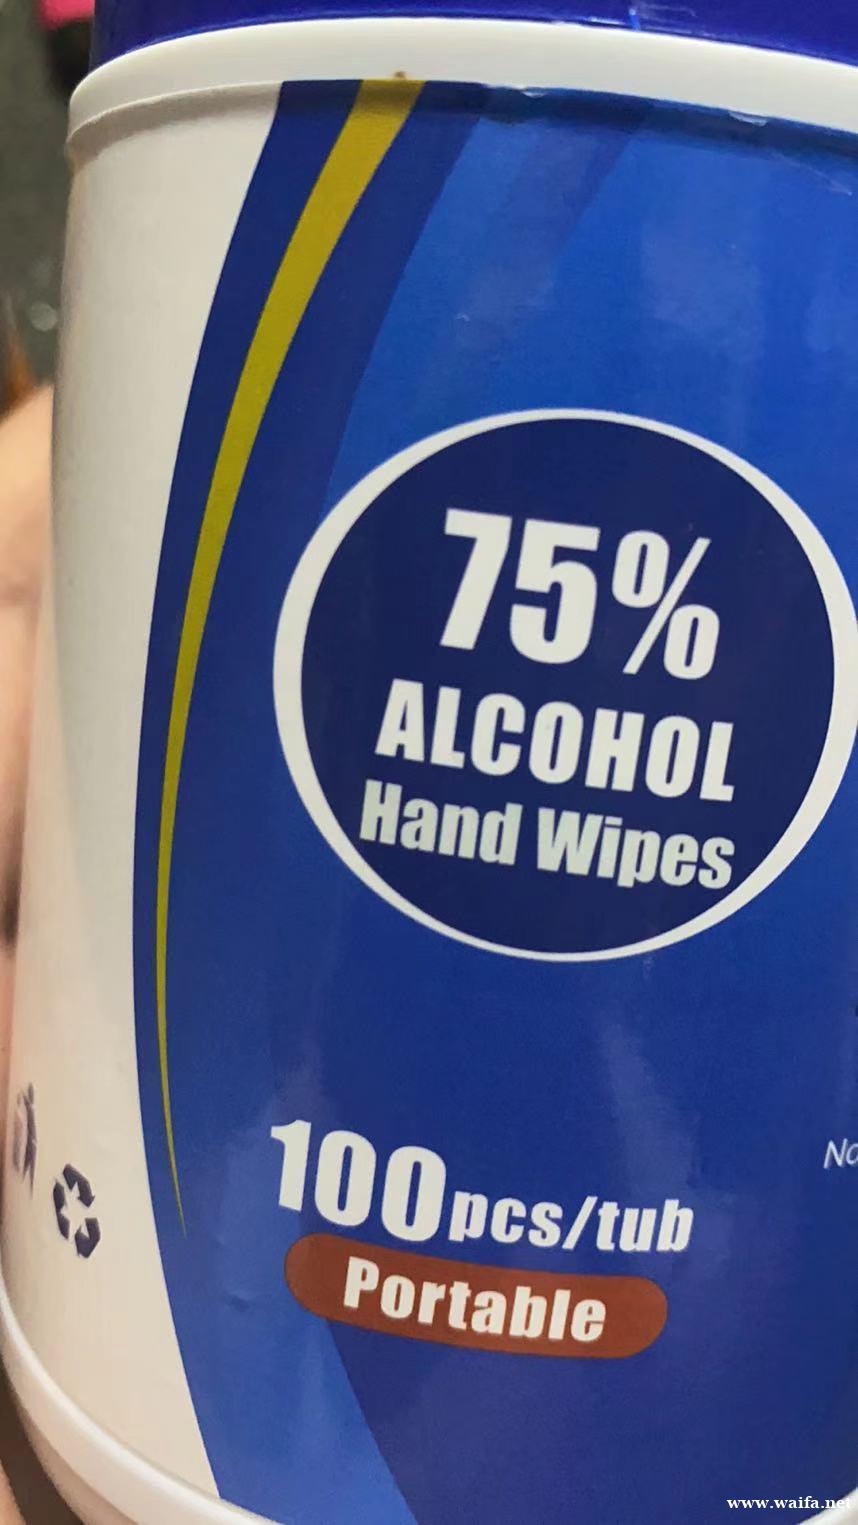 75%
ALCOHOL
Hand Wipes
100pcs/tub
Portable
www.waifa.net